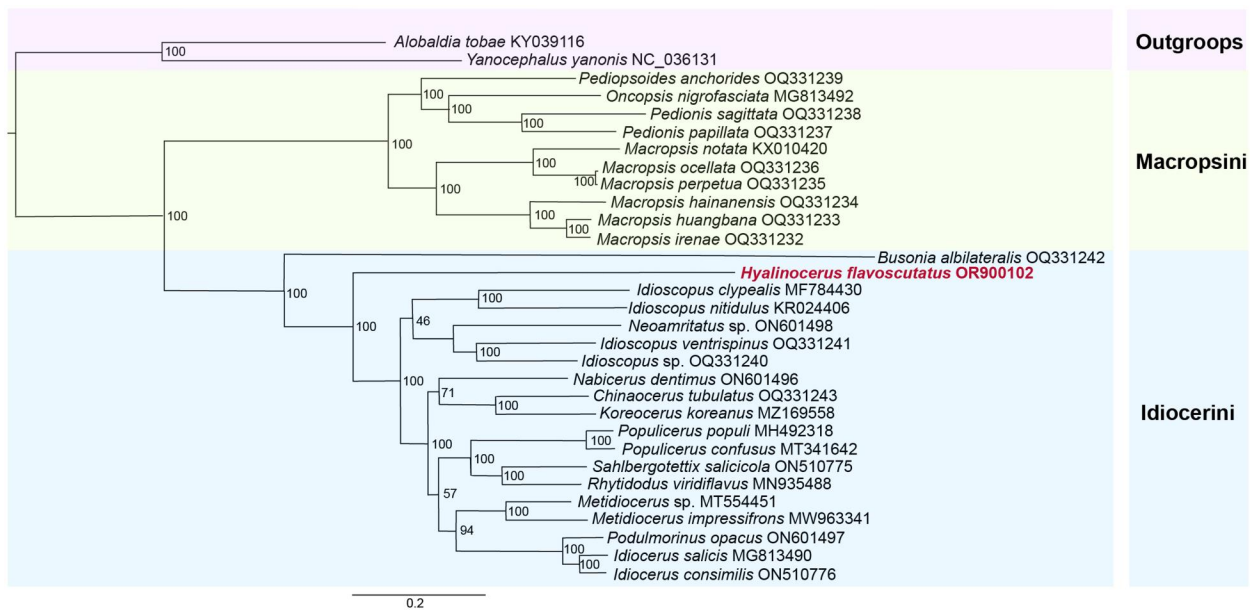 Alobaldia tobae KY039116
Outgroops
100
Yanocephalus yanonis NC_036131
Pediopsoides anchorides OQ331239
100
Oncopsis nigrofasciata MG813492
100
Pedionis sagittata OQ331238
100
Pedionis papillata OQ331237
100
Macropsis notata KX010420
100
Macropsis ocellata OQ331236
Macropsini
100
Macropsis perpetua OQ331235
100
Macropsis hainanensis OQ331234
100
100
Macropsis huangbana OQ331233
100
Macropsis irenae OQ331232
Busonia albilateralis OQ331242
Hyalinocerus flavoscutatus OR900102
100
Idioscopus clypealis MF784430
100
Idioscopus nitidulus KR024406
46
100
Neoamritatus sp. ON601498
Idioscopus ventrispinus OQ331241
100
Idioscopus sp. OQ331240
100
Nabicerus dentimus ON601496
71
Chinaocerus tubulatus OQ331243
100
Koreocerus koreanus MZ169558
Idiocerini
Populicerus populi MH492318
100
100
Populicerus confusus MT341642
100
Sahlbergotettix salicicola ON510775
100
Rhytidodus viridiflavus MN935488
57
Metidiocerus sp. MT554451
100
Metidiocerus impressifrons MW963341
94
Podulmorinus opacus ON601497
100
Idiocerus salicis MG813490
100
Idiocerus consimilis ON510776
0.2